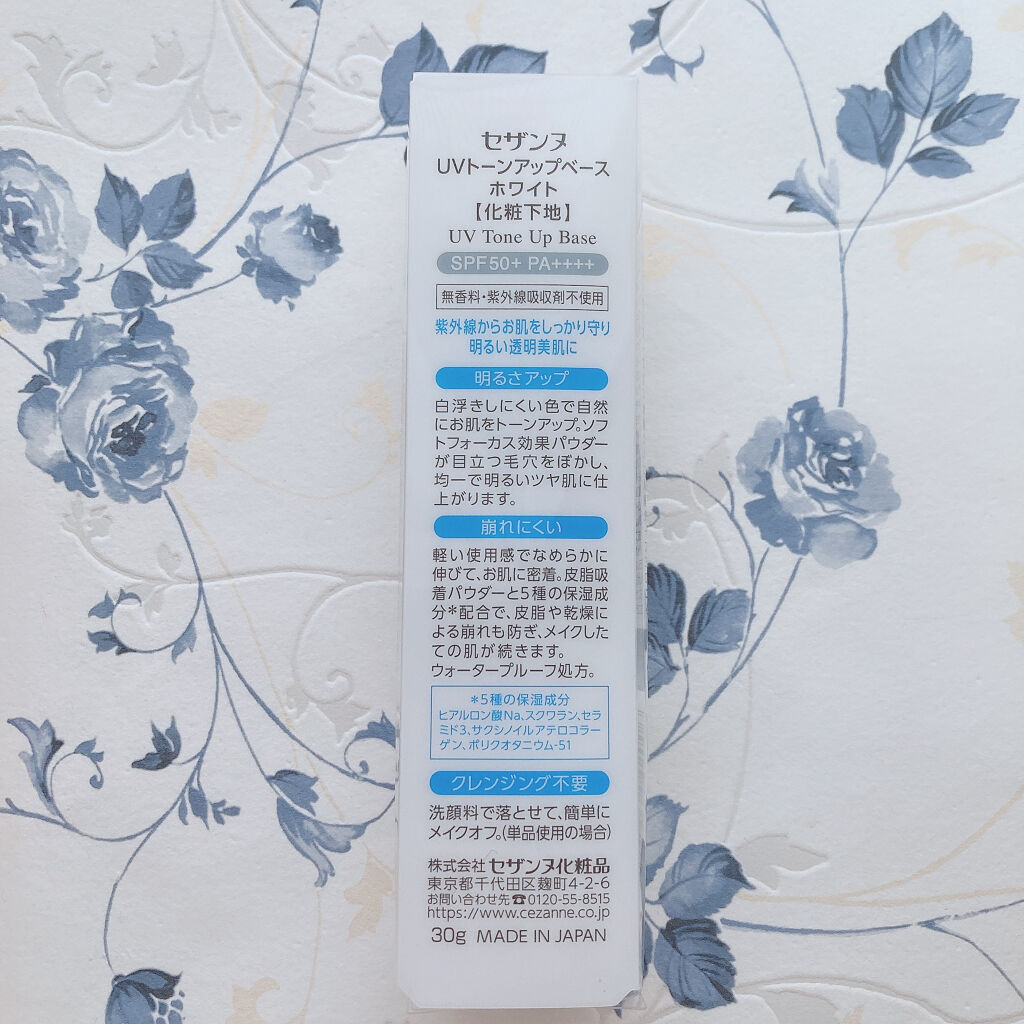 セザンヌ
UVトーンアップベース
ホワイト
【化粧下地】
UV Tone Up Base
SPF50+ PA++++
無香料・紫外線吸収剤不使用
紫外線からお肌をしっかり守り
明るい透明美肌に
明るさアップ
白浮きしにくい色で自然
にお肌をトーンアップ。ソフ
トフォーカス効果パウダー
が目立つ毛穴をぼかし、
均一で明るいツヤ肌に仕
上がります。
崩れにくい
軽い使用感でなめらかに
伸びて、お肌に密着。皮脂吸
着パウダーと5種の保湿成
分*配合で、皮脂や乾燥に
よる崩れも防ぎ、メイクした
ての肌が続きます。
ウォータープルーフ処方。
*5種の保湿成分
ヒアルロン酸Na、スクワラン、セラ
ミド3、サクシノイルアテロコラー
ゲン、ポリクオタニウム-51
クレンジング不要
洗顔料で落とせて、簡単に
メイクオフ。(単品使用の場合)
株式会社 セザンヌ化粧品
東京都千代田区麹町4-2-6
お問い合わせ先☎0120-55-8515
https://www.cezanne.co.jp
30g MADE IN JAPAN